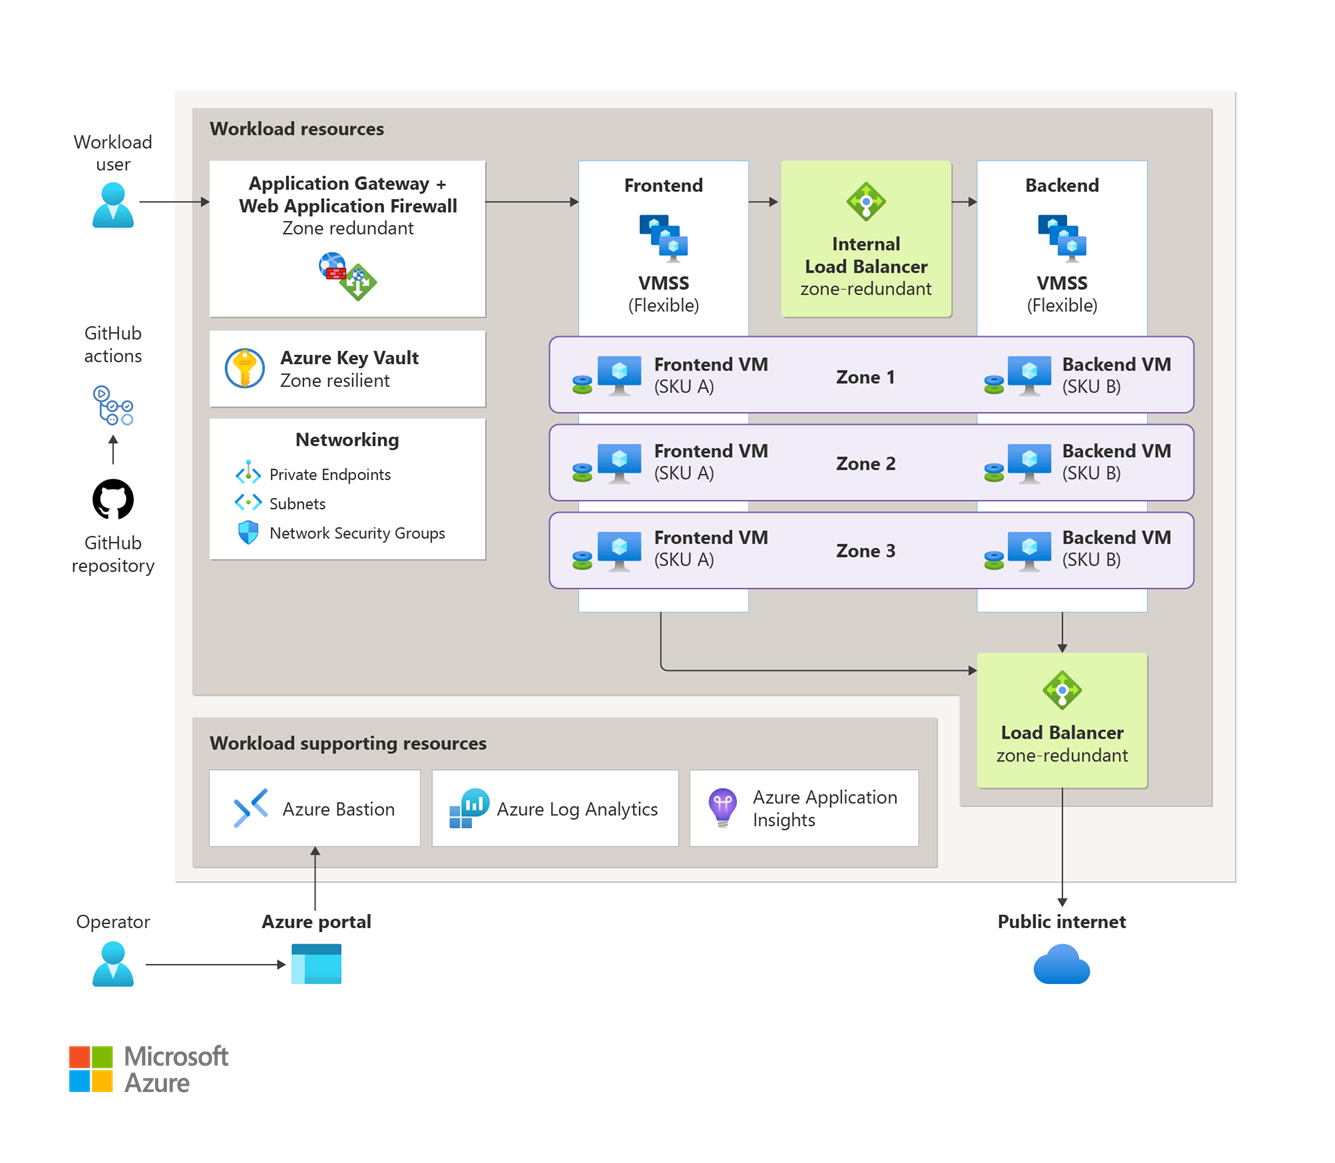 Workload resources
Workload
user
Application Gateway +
Web Application Firewall
Zone redundant
Frontend
VMSS
(Flexible)
Internal
Load Balancer
zone-redundant
Backend
VMSS
(Flexible)
GitHub
actions
GitHub
repository
Azure Key Vault
Zone resilient
Networking
Private Endpoints
Subnets
Network Security Groups
Frontend VM
(SKU A)
Zone 1
Backend VM
(SKU B)
Frontend VM
(SKU A)
Zone 2
Backend VM
(SKU B)
Frontend VM
(SKU A)
Zone 3
Backend VM
(SKU B)
Load Balancer
zone-redundant
Workload supporting resources
Azure Bastion
Azure Log Analytics
Azure Application
Insights
Operator
Azure portal
Public internet
Microsoft
Azure